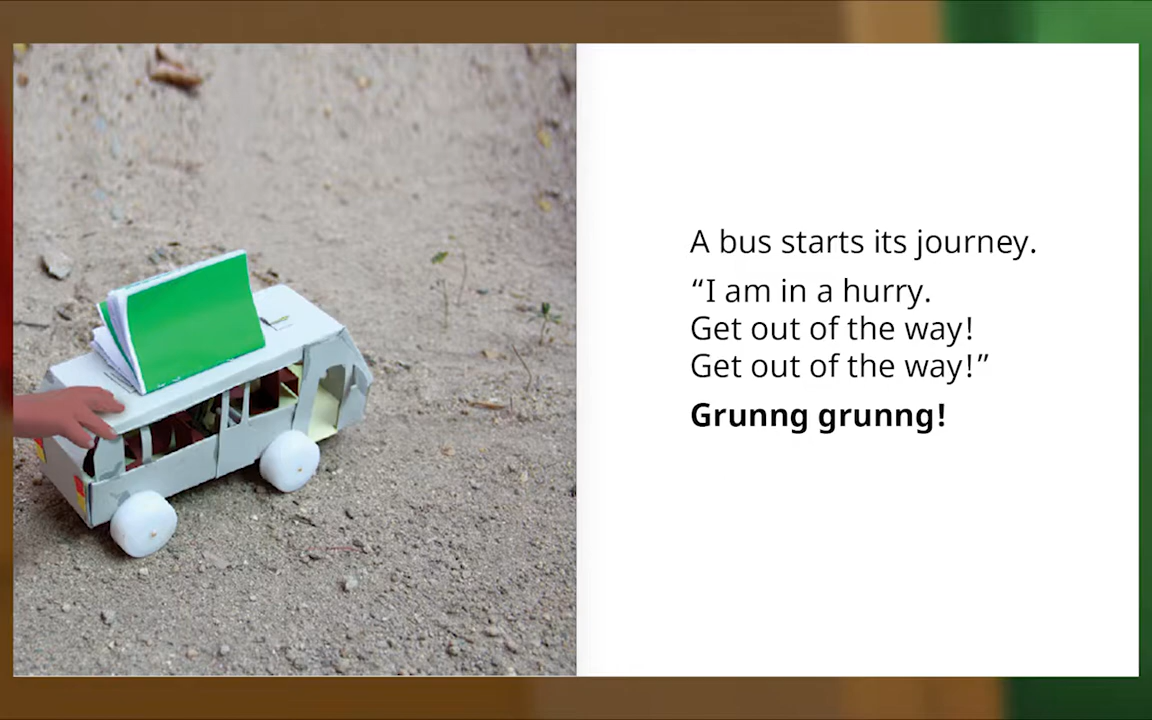 A bus starts its journey.
“I am in a hurry.
Get out of the way!
Get out of the way!”
Grunng grunng!